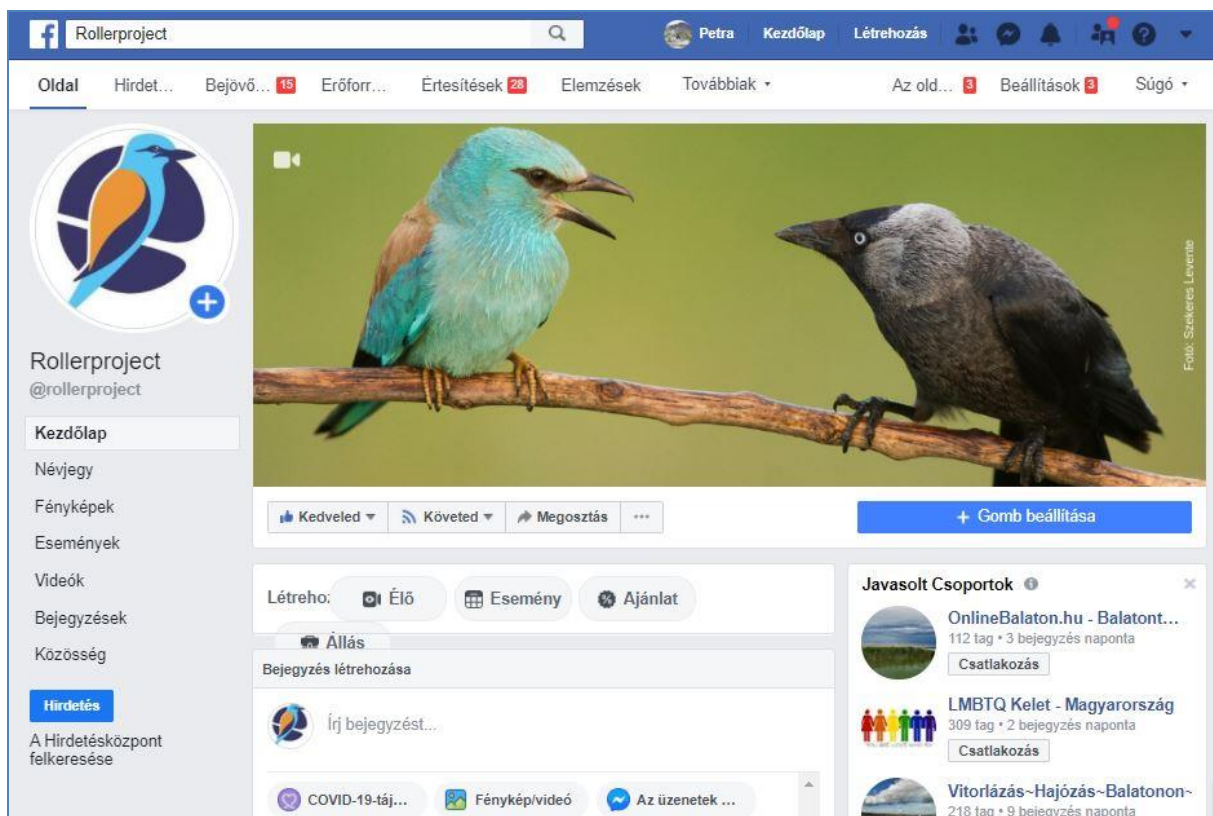 Rollerproject
Petra Kezdőlap Létrehozás
Oldal Hirdet... Bejövő... 15 Erőforr... Értesítések 28 Elemzések Továbbiak Az old... 3 Beállítások 3 Súgó
Fotó: Szekeres Levente
Rollerproject
@rollerproject
Kezdőlap
Névjegy
Fényképek
Események
Videók
Bejegyzések
Közösség
Hirdetés
A Hirdetésközpont
felkeresése
Kedveled Követed Megosztás ...
+ Gomb beállítása
Létreho: Élő Esemény Ajánlat
Állás
Bejegyzés létrehozása
Írj bejegyzést...
COVID-19-táj... Fénykép/videó Az üzenetek ...
Javasolt Csoportok
OnlineBalaton.hu - Balatont...
112 tag • 3 bejegyzés naponta
Csatlakozás
LMBTQ Kelet - Magyarország
309 tag • 2 bejegyzés naponta
Csatlakozás
Vitorlázás~Hajózás~Balatonon~
218 tag • 9 bejegyzés naponta